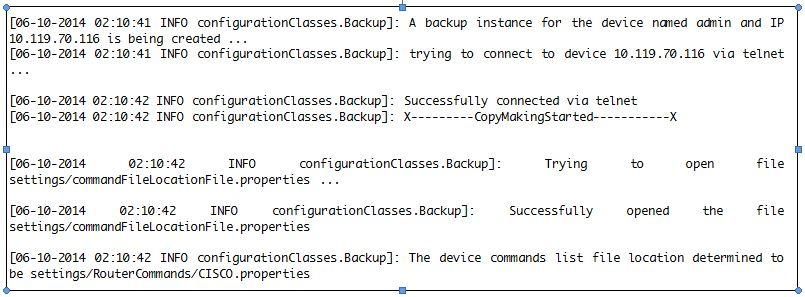 [06-10-2014 02:10:41 INFO configurationClasses.Backup]: A backup instance for the device named admin and IP
10.119.70.116 is being created ...
[06-10-2014 02:10:41 INFO configurationClasses.Backup]: trying to connect to device 10.119.70.116 via telnet
...
[06-10-2014 02:10:42 INFO configurationClasses.Backup]: Successfully connected via telnet
[06-10-2014 02:10:42 INFO configurationClasses.Backup]: X---------CopyMakingStarted-----------X
[06-10-2014 02:10:42 INFO configurationClasses.Backup]: Trying to open file
settings/commandFileLocationFile.properties ...
[06-10-2014 02:10:42 INFO configurationClasses.Backup]: Successfully opened the file
settings/commandFileLocationFile.properties
[06-10-2014 02:10:42 INFO configurationClasses.Backup]: The device commands list file location determined to
be settings/RouterCommands/CISCO.properties